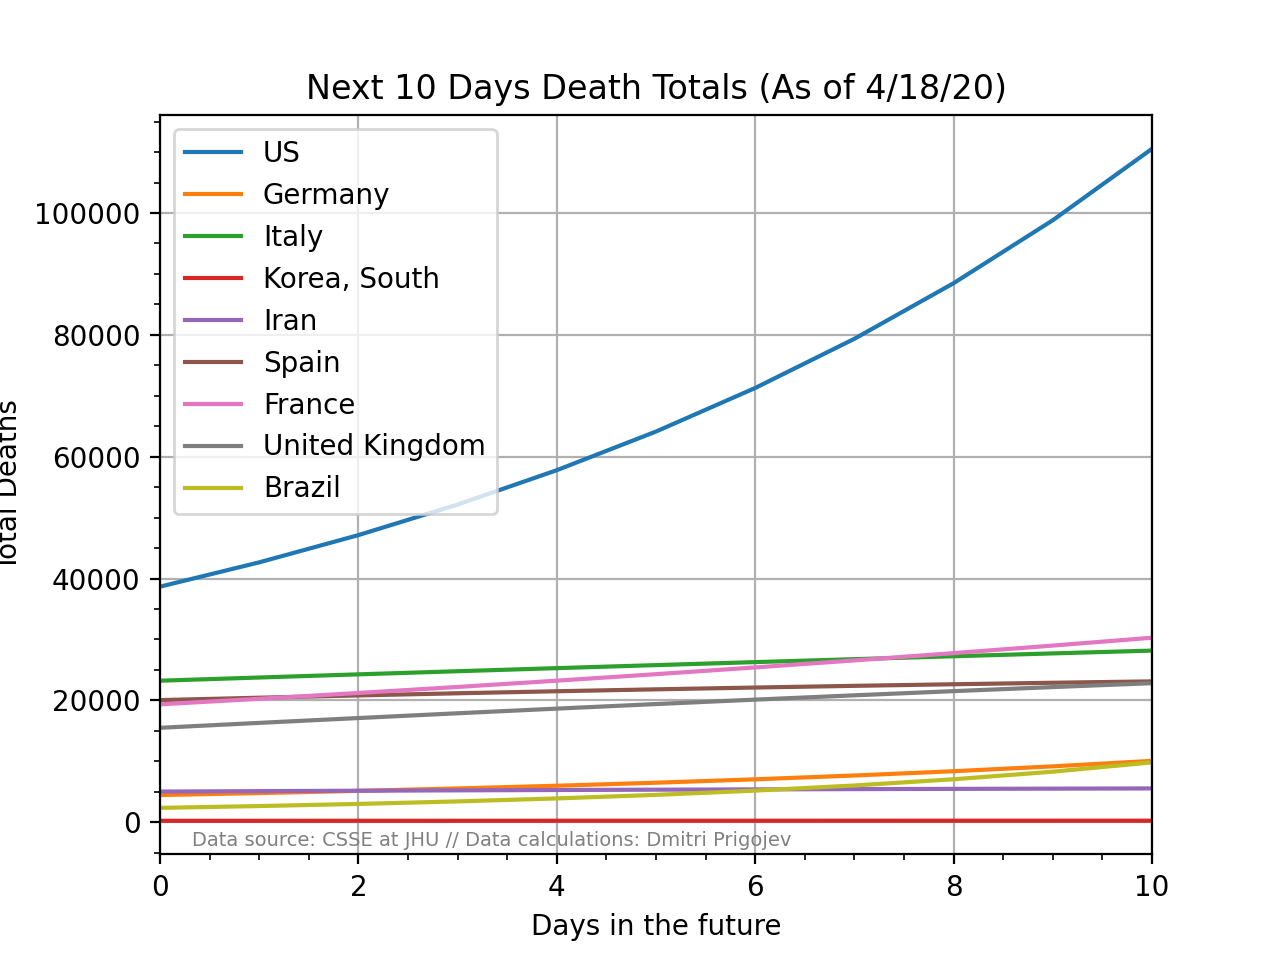 Next 10 Days Death Totals (As of 4/18/20)
US
Germany
Italy
Korea, South
Iran
Spain
France
United Kingdom
Brazil
100000
80000
60000
40000
20000
0
Total Deaths
Data source: CSSE at JHU // Data calculations: Dmitri Prigojev
0 2 4 6 8 10
Days in the future